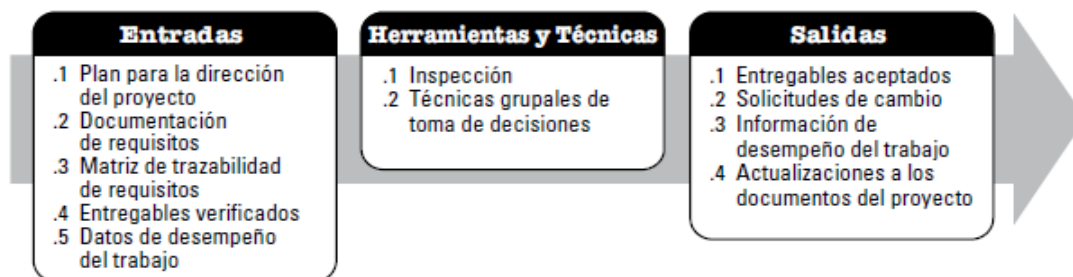 Entradas
.1 Plan para la dirección
del proyecto
.2 Documentación
de requisitos
.3 Matriz de trazabilidad
de requisitos
.4 Entregables verificados
.5 Datos de desempeño
del trabajo
Herramientas y Técnicas
.1 Inspección
.2 Técnicas grupales de
toma de decisiones
Salidas
.1 Entregables aceptados
.2 Solicitudes de cambio
.3 Información de
desempeño del trabajo
.4 Actualizaciones a los
documentos del proyecto